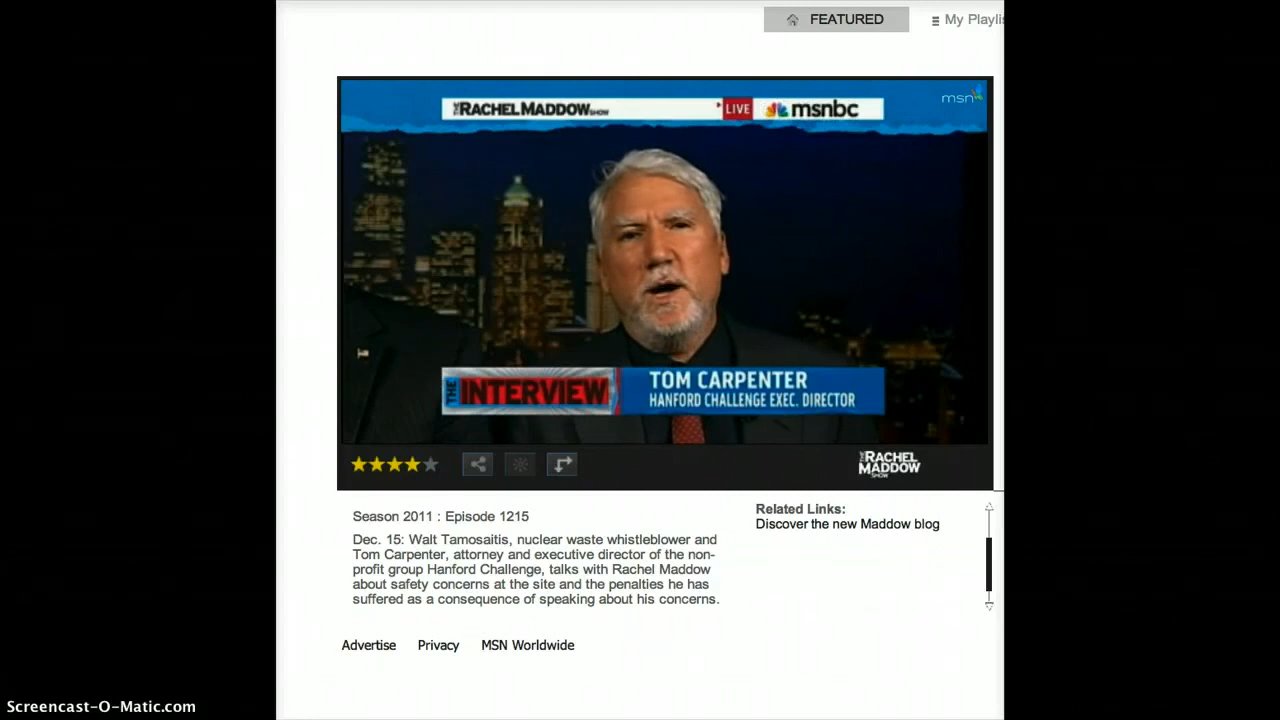 FEATURED
My Playlis
msn
THE RACHEL MADDOW SHOW
LIVE
msnbc
THE INTERVIEW
TOM CARPENTER
HANFORD CHALLENGE EXEC. DIRECTOR
THE RACHEL
MADDOW
SHOW
Season 2011 : Episode 1215
Dec. 15: Walt Tamosaitis, nuclear waste whistleblower and
Tom Carpenter, attorney and executive director of the non-
profit group Hanford Challenge, talks with Rachel Maddow
about safety concerns at the site and the penalties he has
suffered as a consequence of speaking about his concerns.
Related Links:
Discover the new Maddow blog
Advertise
Privacy
MSN Worldwide
Screencast-O-Matic.com